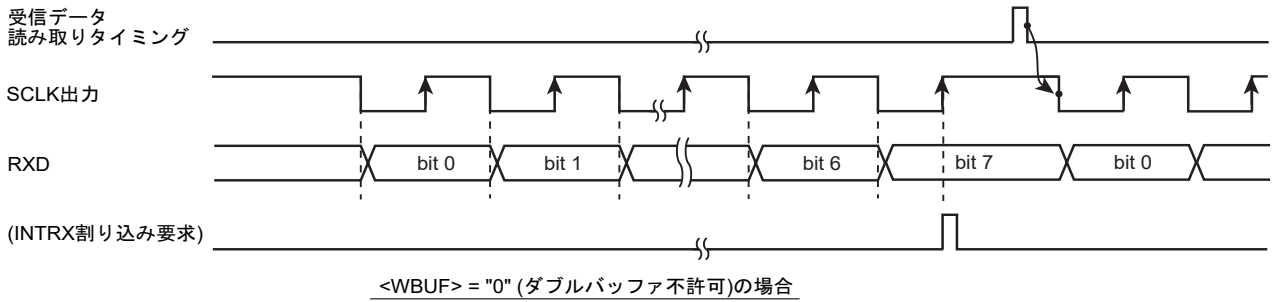 受信データ
読み取りタイミング
SCLK出力
RXD
bit 0
bit 1
bit 6
bit 7
bit 0
(INTRX割り込み要求)
<WBUF> = "0" (ダブルバッファ不許可)の場合